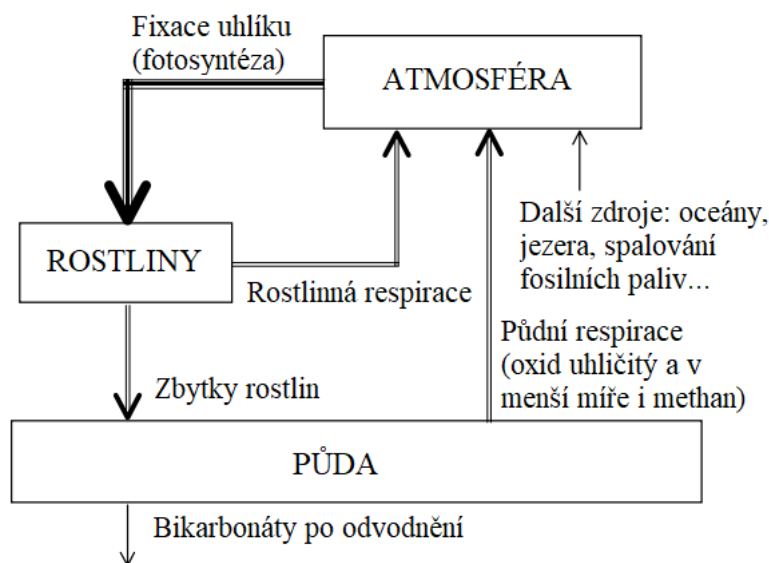 Fixace uhlíku
(fotosyntéza)
ATMOSFÉRA
ROSTLINY
Rostlinná respirace
Další zdroje: oceány,
jezera, spalování
fosilních paliv...
Půdní respirace
(oxid uhličitý a v
menší míře i methan)
Zbytky rostlin
PŮDA
Bikarbonáty po odvodnění